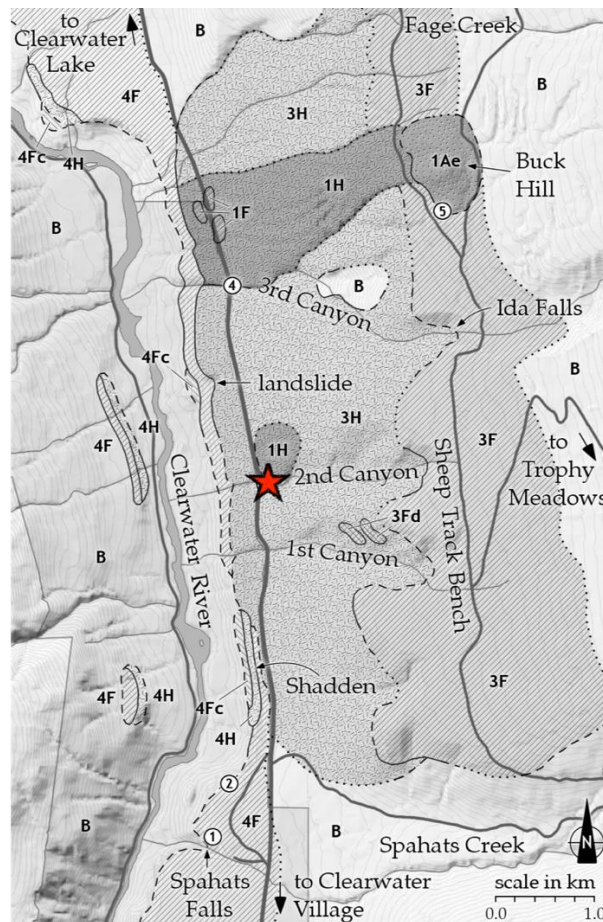 to
Clearwater
Lake
B
Fage Creek
4F
3H
3F
B
4Fc
4H
1Ae
Buck
Hill
1H
1F
B
5
4
3rd Canyon
B
Ida Falls
4Fc
landslide
B
3H
4F
4H
1H
3F
to
Trophy
Meadows
2nd Canyon
Clearwater River
Sheep Track Bench
3Fd
1st Canyon
B
4F
4H
Shadden
3F
4Fc
4H
2
B
4F
B
1
Spahats Creek
N
Spahats
Falls
to Clearwater
Village
scale in km
0.0
1.0